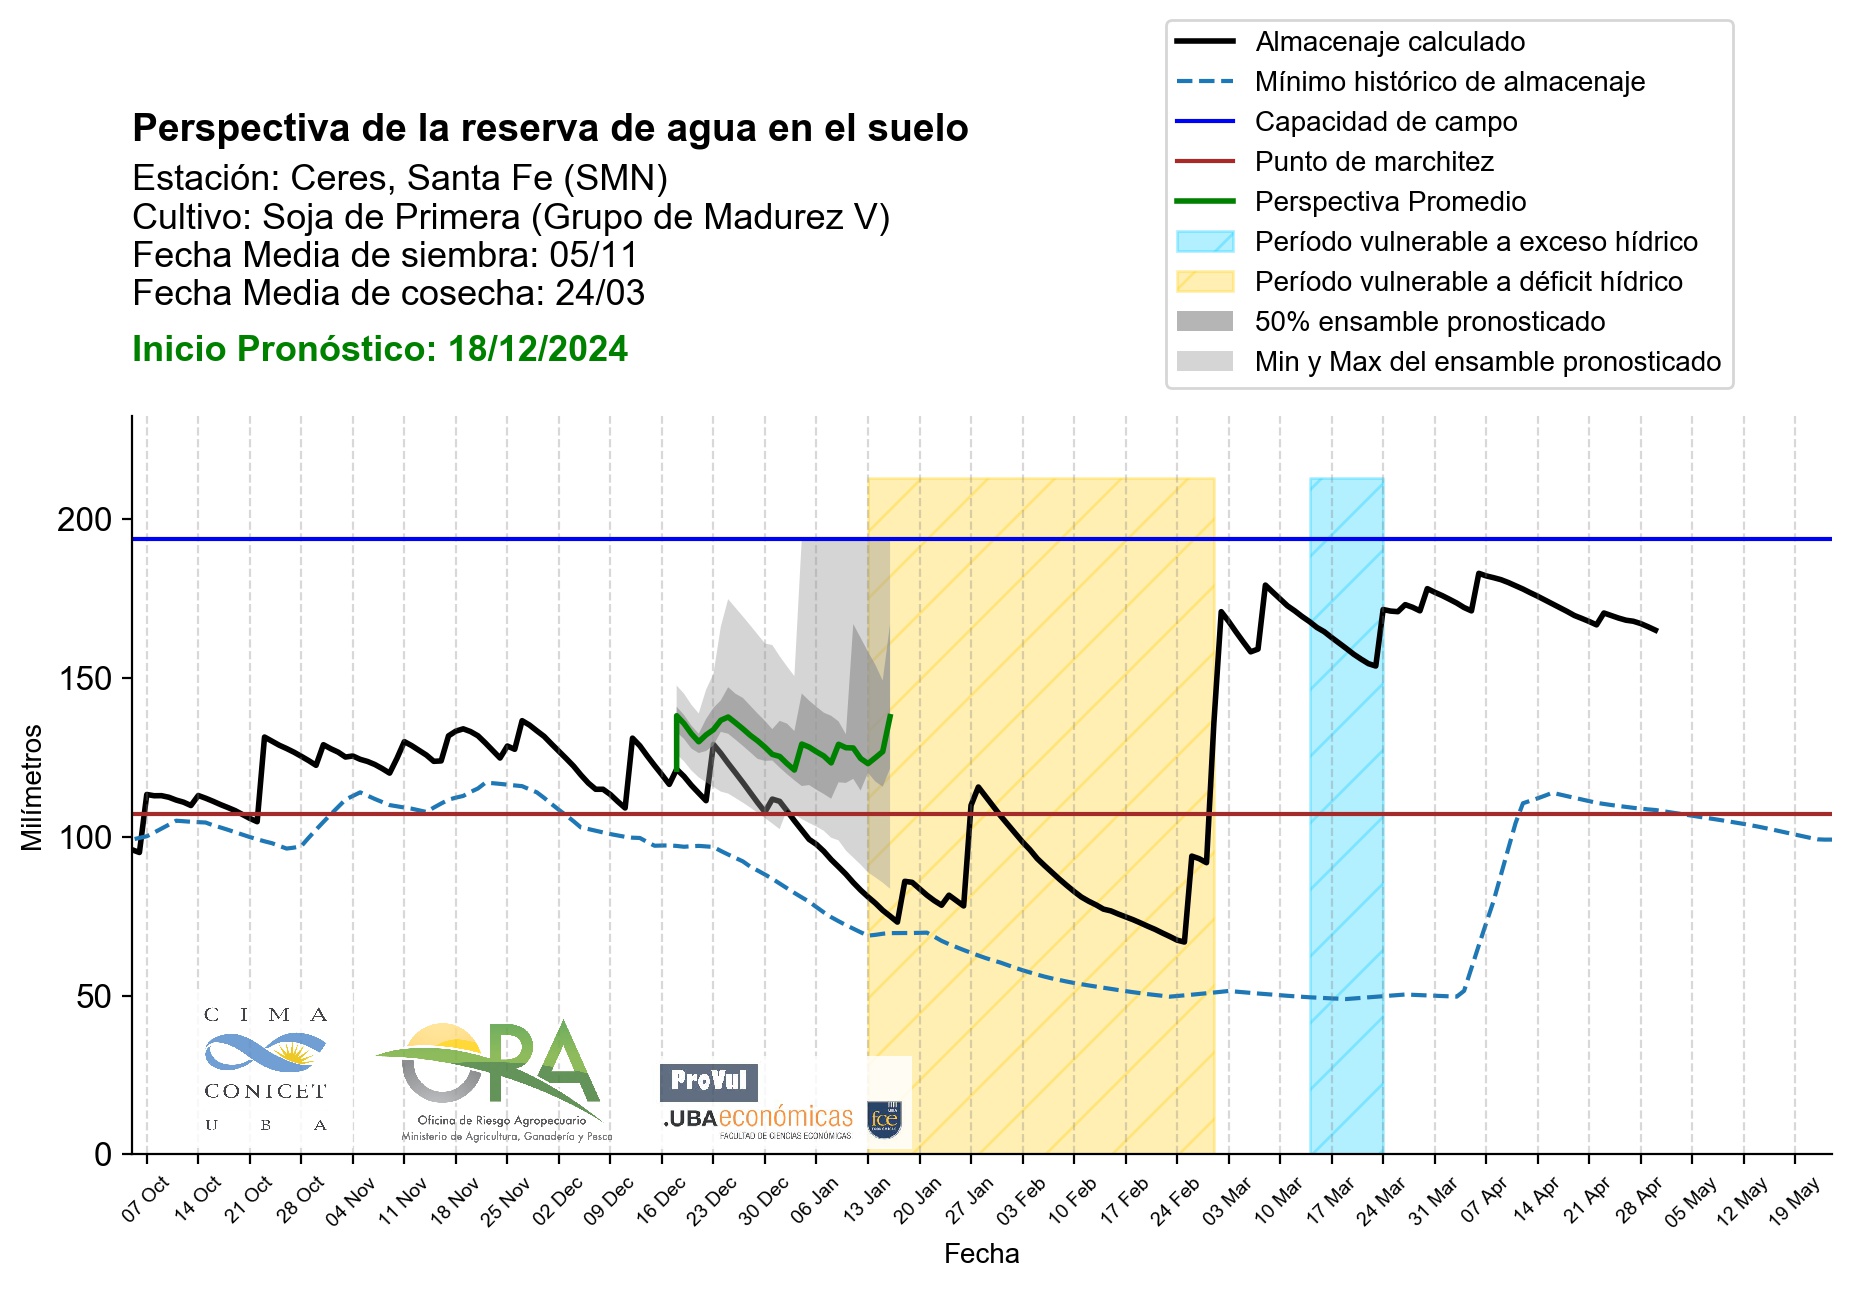 Almacenaje calculado
Mínimo histórico de almacenaje
Capacidad de campo
Punto de marchitez
Perspectiva Promedio
Período vulnerable a exceso hídrico
Período vulnerable a déficit hídrico
50% ensamble pronosticado
Min y Max del ensamble pronosticado
Perspectiva de la reserva de agua en el suelo
Estación: Ceres, Santa Fe (SMN)
Cultivo: Soja de Primera (Grupo de Madurez V)
Fecha Media de siembra: 05/11
Fecha Media de cosecha: 24/03
Inicio Pronóstico: 18/12/2024
200
150
100
50
0
Milímetros
CIMA
CONICET
UBA
ORA
Oficina de Riesgo Agropecuario
Ministerio de Agricultura, Ganadería y Pesca
ProVul
.UBAeconómicas
FACULTAD DE CIENCIAS ECONÓMICAS
UBA
fce
07 Oct
14 Oct
21 Oct
28 Oct
04 Nov
11 Nov
18 Nov
25 Nov
02 Dec
09 Dec
16 Dec
23 Dec
30 Dec
06 Jan
13 Jan
20 Jan
27 Jan
03 Feb
10 Feb
17 Feb
24 Feb
03 Mar
10 Mar
17 Mar
24 Mar
31 Mar
07 Apr
14 Apr
21 Apr
28 Apr
05 May
12 May
19 May
Fecha